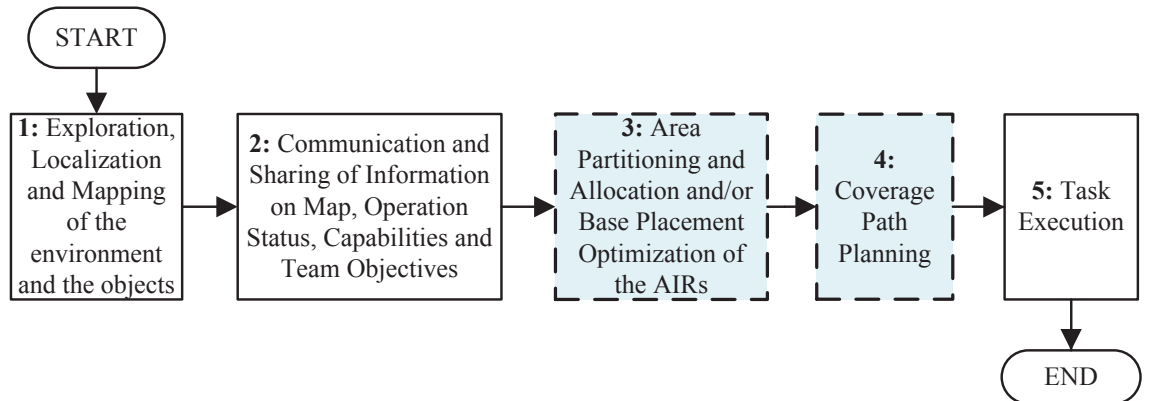 START
1: Exploration,
Localization
and Mapping
of the
environment
and the objects
2: Communication and
Sharing of Information
on Map, Operation
Status, Capabilities and
Team Objectives
3: Area
Partitioning and
Allocation and/or
Base Placement
Optimization of
the AIRs
4:
Coverage
Path
Planning
5: Task
Execution
END